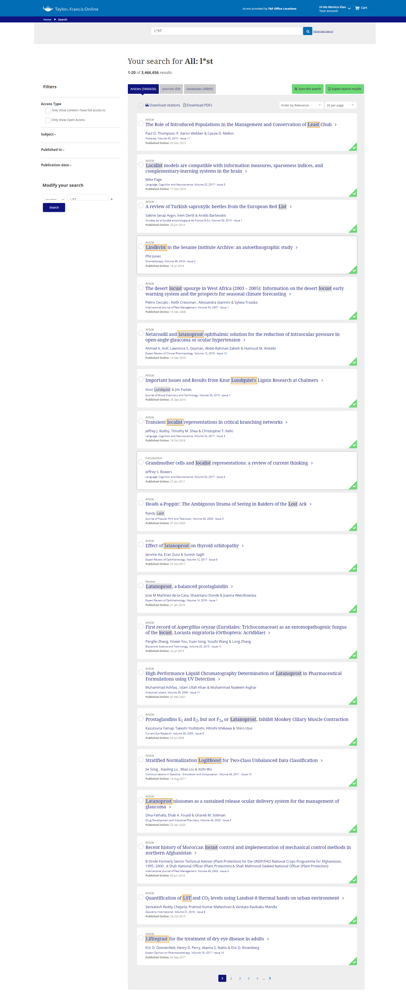 Taylor & Francis Online
Access provided by T&F Office Locations
Hi Ms Monica Xiao
Your account
Cart
Home
Search
L*ST
Advanced search
Your search for All: l*st
1-20 of 3,466,656 results
Filters
Access Type
Only show content I have full access to
Only show Open Access
Subject
Published in
Publication date
Modify your search
Anywhere
L*ST
Search
Articles (3466656)
Journals (59)
Databases (36805)
Save this search
Export search results
Download citations
Download PDFs
Order by Relevance
20 per page
Article
The Role of Introduced Populations in the Management and Conservation of Least Chub
Paul D. Thompson, P. Aaron Webber & Cassie D. Mellon
Fisheries, Volume 40, 2015 - Issue 11
Published Online: 05 Nov 2015
Article
Localist models are compatible with information measures, sparseness indices, and
complementary-learning systems in the brain
Mike Page
Language, Cognition and Neuroscience, Volume 32, 2017 - Issue 3
Published Online: 17 Nov 2016
Article
A review of Turkish saproxylic beetles from the European Red List
Sakine Serap Avgın, İrem Dertli & Arvīds Barševskis
Annales de la Société entomologique de France (N.S.), Volume 50, 2014 - Issue 1
Published Online: 25 Jun 2014
Article
Lindkvist in the Sesame Institute Archive: an autoethnographic study
Phil Jones
Dramatherapy, Volume 39, 2018 - Issue 2
Published Online: 16 Jul 2018
Article
The desert locust upsurge in West Africa (2003 – 2005): Information on the desert locust early
warning system and the prospects for seasonal climate forecasting
Pietro Ceccato , Keith Cressman , Alessandra Giannini & Sylwia Trzaska
International Journal of Pest Management, Volume 53, 2007 - Issue 1
Published Online: 15 Dec 2006
Article
Netarsudil and latanoprost ophthalmic solution for the reduction of intraocular pressure in
open-angle glaucoma or ocular hypertension
Ahmad A. Aref, Lawrence S. Geyman, Abdel-Rahman Zakieh & Humoud M. Alotaibi
Expert Review of Clinical Pharmacology, Volume 12, 2019 - Issue 12
Published Online: 16 Dec 2019
Article
Important Issues and Results from Knut Lundquist's Lignin Research at Chalmers
Knut Lundquist & Jim Parkås
Journal of Wood Chemistry and Technology, Volume 35, 2015 - Issue 1
Published Online: 25 Sep 2014
Article
Transient localist representations in critical branching networks
Jeffrey J. Rodny, Timothy M. Shea & Christopher T. Kello
Language, Cognition and Neuroscience, Volume 32, 2017 - Issue 3
Published Online: 18 Oct 2016
Introduction
Grandmother cells and localist representations: a review of current thinking
Jeffrey S. Bowers
Language, Cognition and Neuroscience, Volume 32, 2017 - Issue 3
Published Online: 27 Jan 2017
Article
Heads a-Poppin': The Ambiguous Drama of Seeing in Raiders of the Lost Ark
Randy Laist
Journal of Popular Film and Television, Volume 48, 2020 - Issue 3
Published Online: 07 Oct 2020
Article
Effect of latanoprost on thyroid orbitopathy
Jerome Ha, Eran Zunz & Suresh Sagili
Expert Review of Ophthalmology, Volume 12, 2017 - Issue 6
Published Online: 25 Oct 2017
Review
Latanoprost, a balanced prostaglandin
Jose M Martinez-de-la-Casa, Shaantanu Donde & Joanna Wierzbowska
Expert Review of Ophthalmology, Volume 14, 2019 - Issue 1
Published Online: 21 Jan 2019
Article
First record of Aspergillus oryzae (Eurotiales: Trichocomaceae) as an entomopathogenic fungus
of the locust, Locusta migratoria (Orthoptera: Acrididae)
Pengfei Zhang, Yinwei You, Yuan Song, Youzhi Wang & Long Zhang
Biocontrol Science and Technology, Volume 25, 2015 - Issue 11
Published Online: 24 Jul 2015
Article
High-Performance Liquid Chromatography Determination of Latanoprost in Pharmaceutical
Formulations using UV Detection
Muhammad Ashfaq , Islam Ullah Khan & Muhammad Nadeem Asghar
Analytical Letters, Volume 39, 2006 - Issue 11
Published Online: 02 Feb 2007
Article
Prostaglandins E1 and E2, but not F2α or Latanoprost, Inhibit Monkey Ciliary Muscle Contraction
Kazutsuna Yamaji, Takeshi Yoshitomi, Hitoshi Ishikawa & Shiro Usui
Current Eye Research, Volume 30, 2005 - Issue 8
Published Online: 02 Jul 2009
Article
Stratified Normalization LogitBoost for Two-Class Unbalanced Data Classification
Jie Song , Xiaoling Lu , Miao Liu & Xizhi Wu
Communications in Statistics - Simulation and Computation, Volume 40, 2011 - Issue 10
Published Online: 16 Aug 2011
Article
Latanoprost niosomes as a sustained release ocular delivery system for the management of
glaucoma
Dina Fathalla, Ehab A. Fouad & Ghareb M. Soliman
Drug Development and Industrial Pharmacy, Volume 46, 2020 - Issue 5
Published Online: 23 Apr 2020
Article
Recent history of Moroccan locust control and implementation of mechanical control methods in
northern Afghanistan
B Stride Formerly Senior Technical Adviser (Plant Protection) for the UNDP/FAO National Crops Programme for Afghanistan,
1995–2000 , A Shah National Officer (Plant Protection) & Shah Mahmood Sadeed National Officer (Plant Protection)
International Journal of Pest Management, Volume 49, 2003 - Issue 4
Published Online: 03 Jun 2010
Article
Quantification of LST and CO2 levels using Landsat-8 thermal bands on urban environment
Venkatesh Reddy Chejarla, Pramod Kumar Maheshuni & Venkata Ravibabu Mandla
Geocarto International, Volume 31, 2016 - Issue 8
Published Online: 29 Oct 2015
Article
Lifitegrast for the treatment of dry eye disease in adults
Eric D. Donnenfeld, Henry D. Perry, Alanna S. Nattis & Eric D. Rosenberg
Expert Opinion on Pharmacotherapy, Volume 18, 2017 - Issue 14
Published Online: 04 Sep 2017
1 2 3 4 5 ...